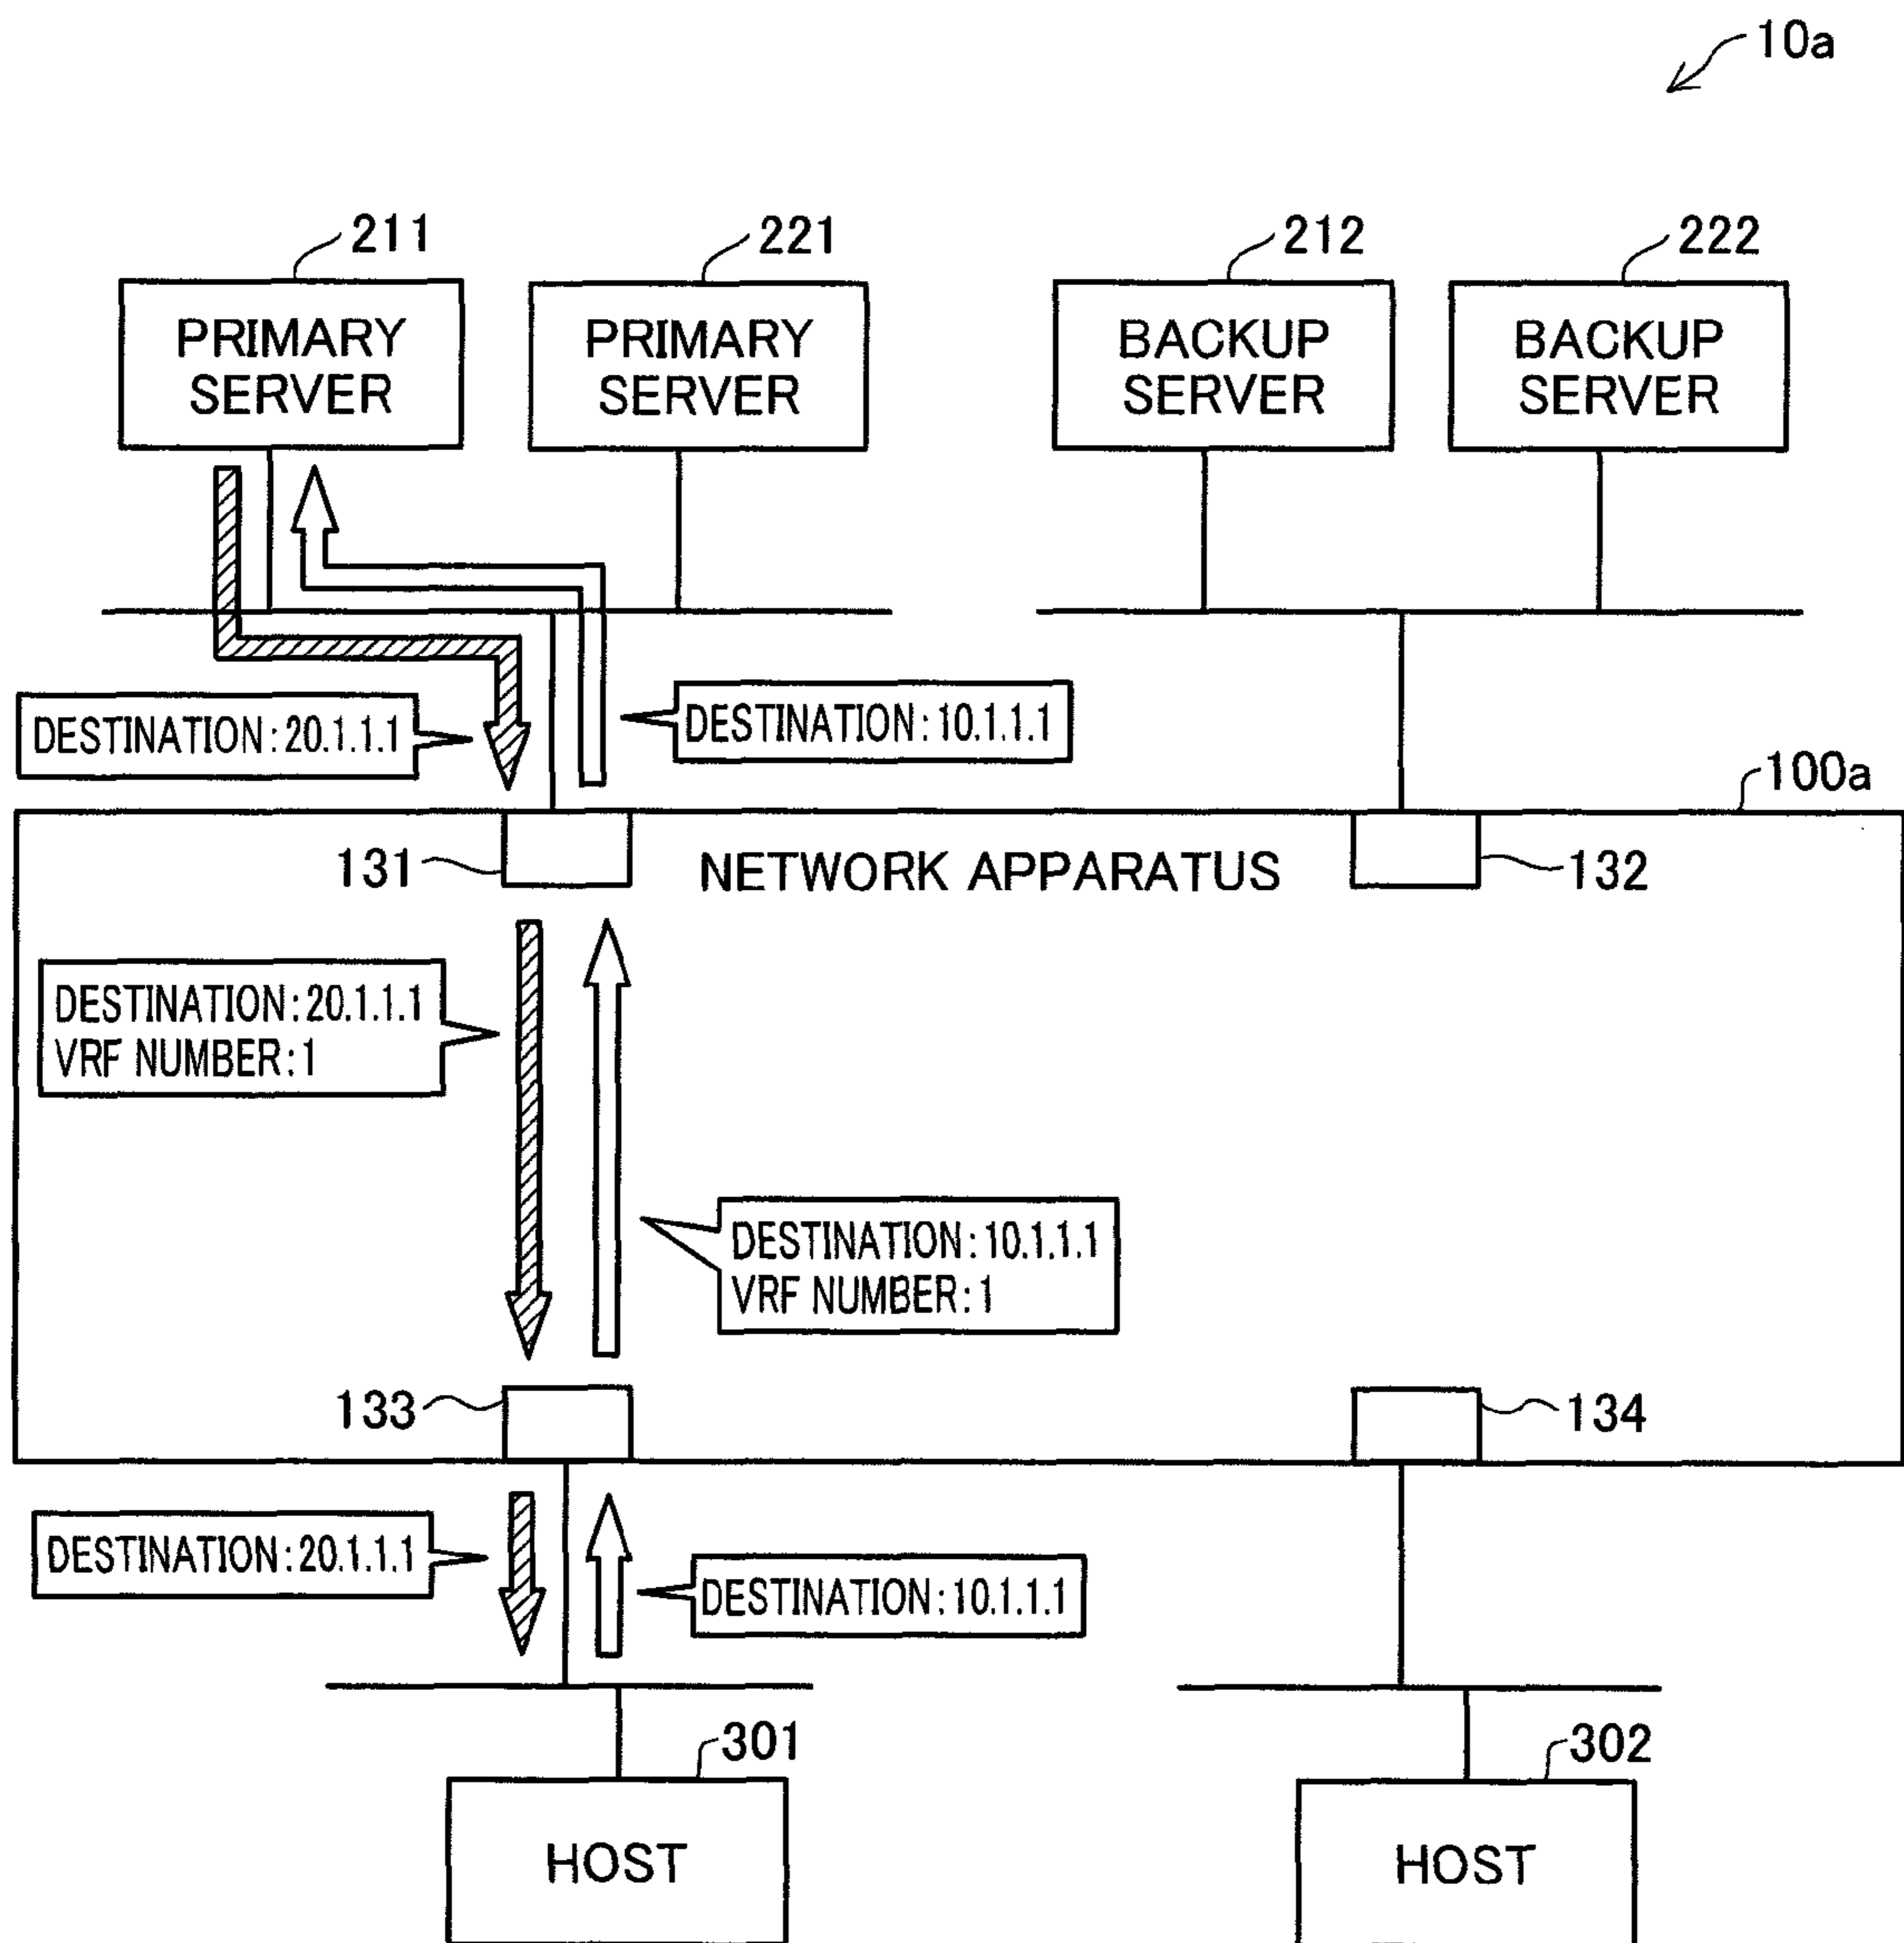 10a
211
221
212
222
PRIMARY
SERVER
PRIMARY
SERVER
BACKUP
SERVER
BACKUP
SERVER
DESTINATION:20.1.1.1
DESTINATION:10.1.1.1
100a
131
NETWORK APPARATUS
132
DESTINATION:20.1.1.1
VRF NUMBER:1
DESTINATION:10.1.1.1
VRF NUMBER:1
133
134
DESTINATION:20.1.1.1
DESTINATION:10.1.1.1
301
302
HOST
HOST